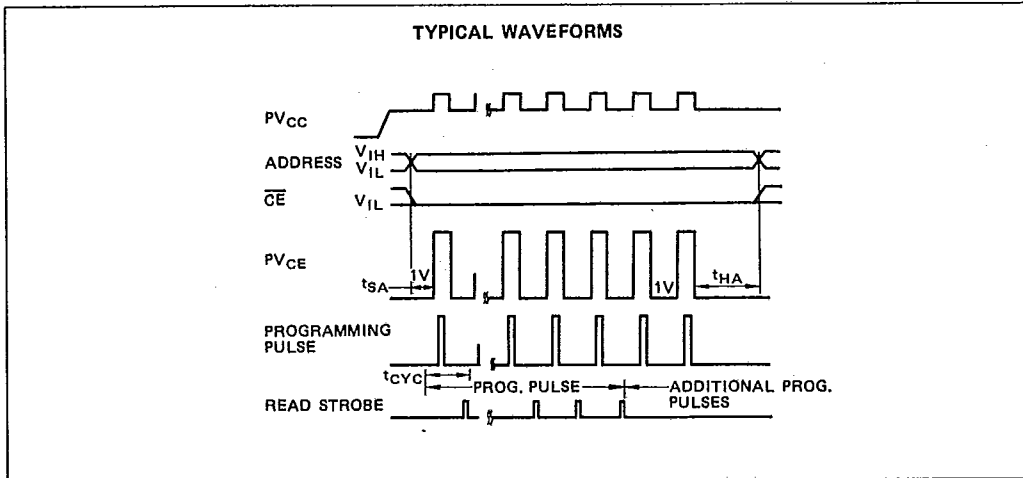 TYPICAL WAVEFORMS
PVCC
ADDRESS VIH
VIL
CE VIL
PVCE
tSA 1V 1V tHA
PROGRAMMING
PULSE
tCYC
PROG. PULSE ADDITIONAL PROG.
PULSES
READ STROBE